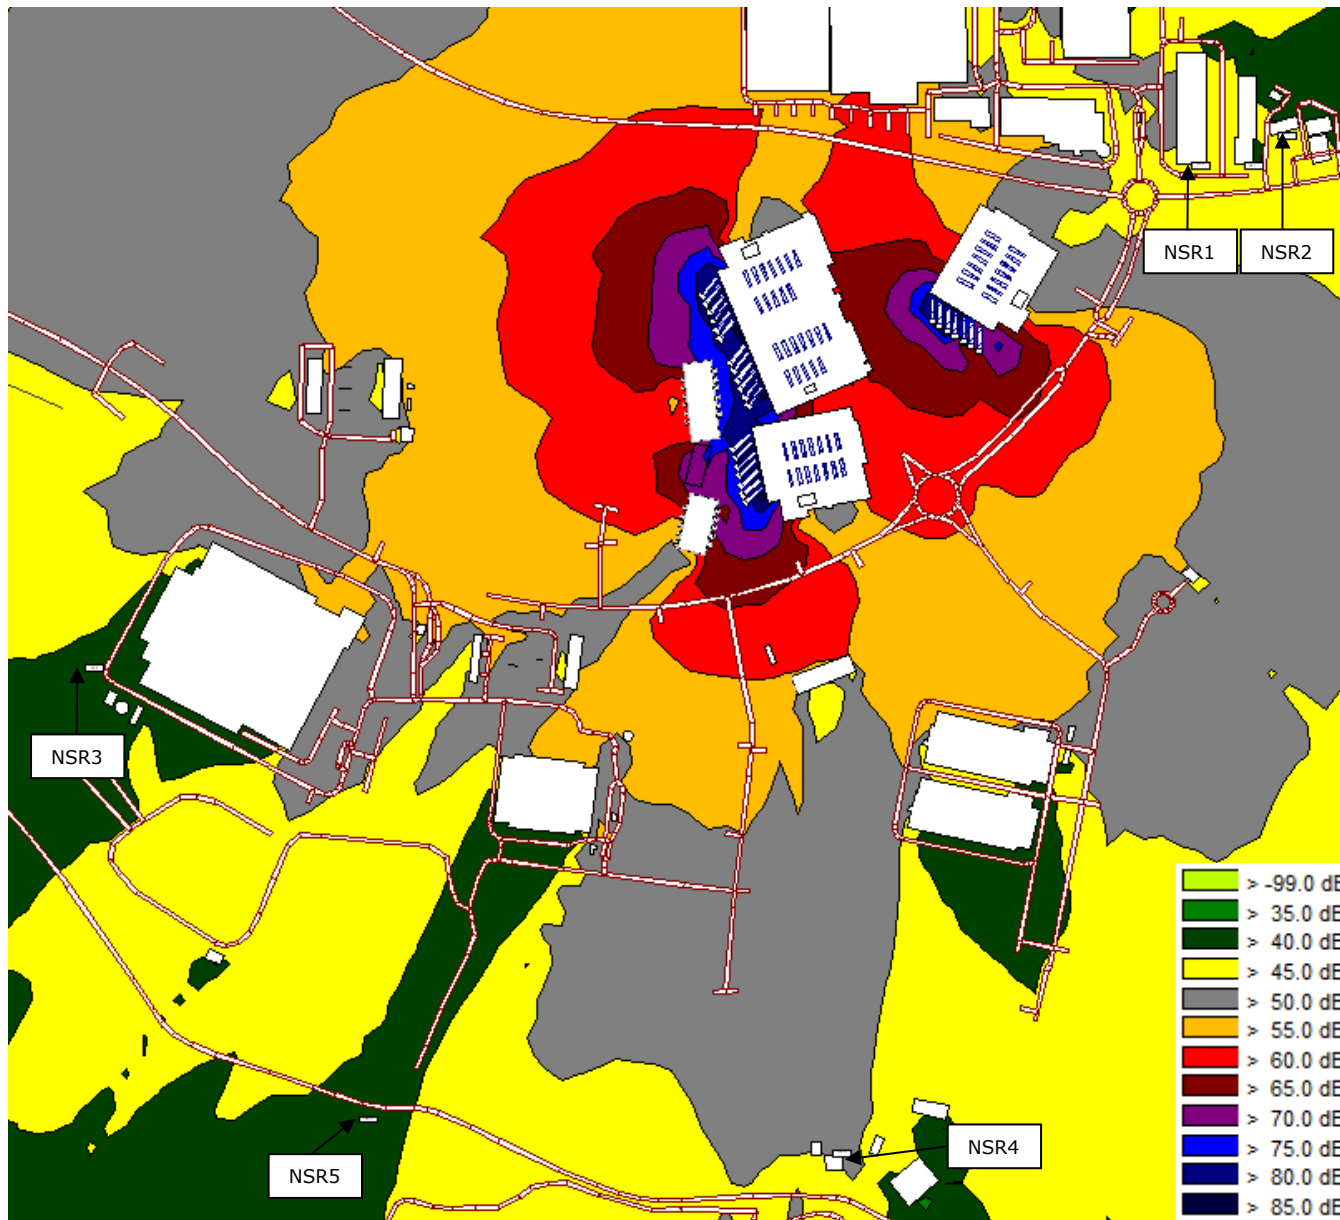 NSR1
NSR2
NSR3
NSR4
NSR5
> -99.0 dB
> 35.0 dB
> 40.0 dB
> 45.0 dB
> 50.0 dB
> 55.0 dB
> 60.0 dB
> 65.0 dB
> 70.0 dB
> 75.0 dB
> 80.0 dB
> 85.0 dB